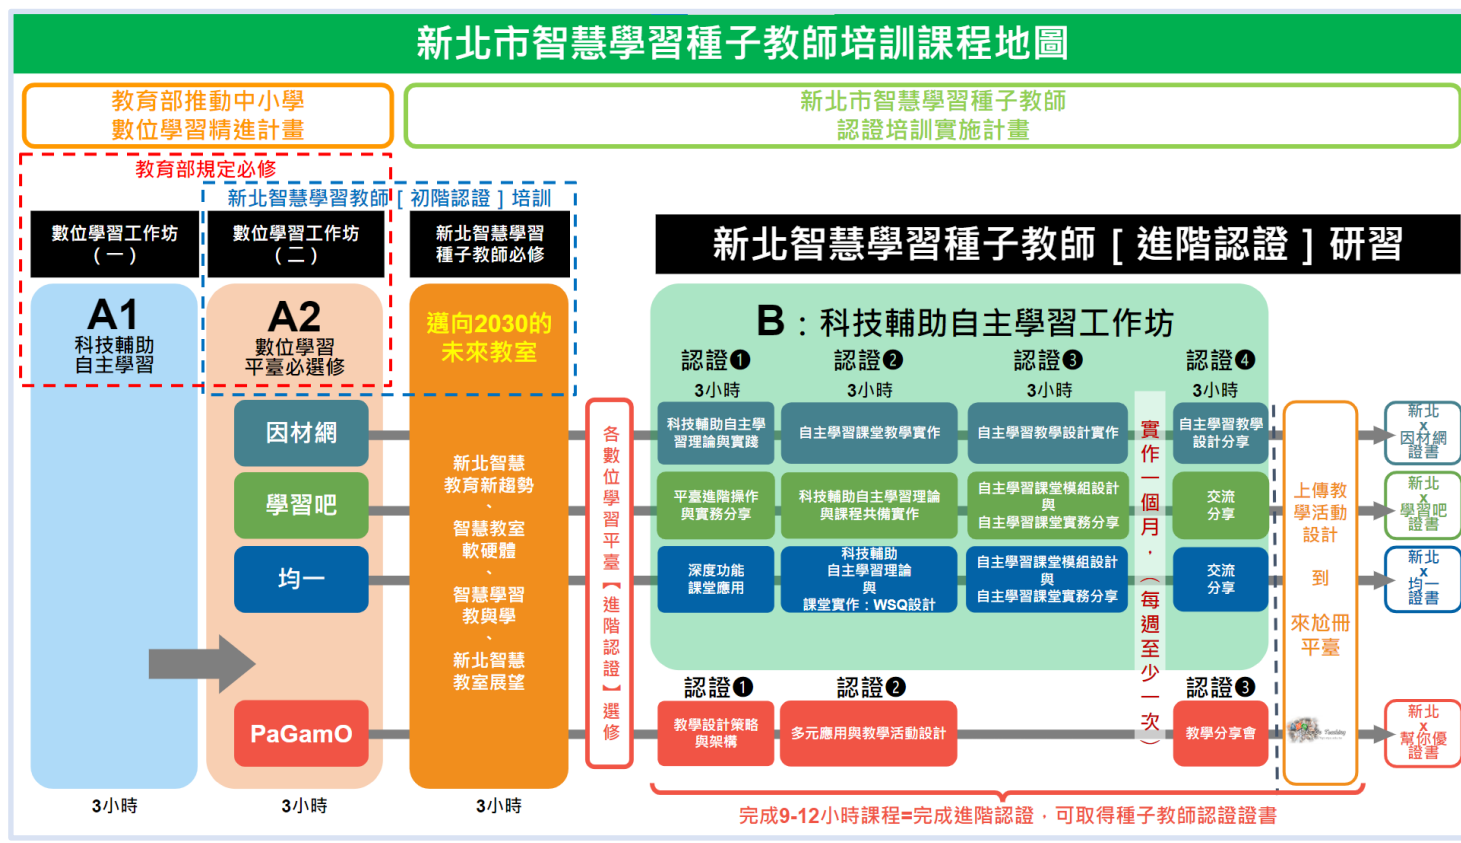 新北市智慧學習種子教師培訓課程地圖
教育部推動中小學
數位學習精進計畫
新北市智慧學習種子教師
認證培訓實施計畫
教育部規定必修
新北智慧學習教師［初階認證］培訓
數位學習工作坊
（一）
數位學習工作坊
（二）
新北智慧學習
種子教師必修
新北智慧學習種子教師［進階認證］研習
A1
科技輔助
自主學習
3小時
A2
數位學習
平臺必選修
因材網
學習吧
均一
PaGamO
3小時
邁向2030的
未來教室
新北智慧
教育新趨勢
、
智慧教室
軟硬體
、
智慧學習
教與學
、
新北智慧
教室展望
3小時
各數位學習平臺【進階認證】選修
B：科技輔助自主學習工作坊
認證❶
認證❷
認證❸
認證❹
3小時
3小時
3小時
3小時
科技輔助自主學
習理論與實踐
自主學習課堂教學實作
自主學習教學設計實作
自主學習教學
設計分享
平臺進階操作
與實務分享
科技輔助自主學習理論
與課程共備實作
自主學習課堂模組設計
與
自主學習課堂實務分享
交流
分享
深度功能
課堂應用
科技輔助
自主學習理論
與
課堂實作：WSQ設計
自主學習課堂模組設計
與
自主學習課堂實務分享
交流
分享
實作一個月，（每週至少一次）
認證❶
認證❷
認證❸
教學設計策略
與架構
多元應用與教學活動設計
教學分享會
上傳教
學活動
設計
到
來尬冊
平臺
新北
x
因材網
證書
新北
x
學習吧
證書
新北
x
均一
證書
新北
x
幫你優
證書
完成9-12小時課程=完成進階認證，可取得種子教師認證證書